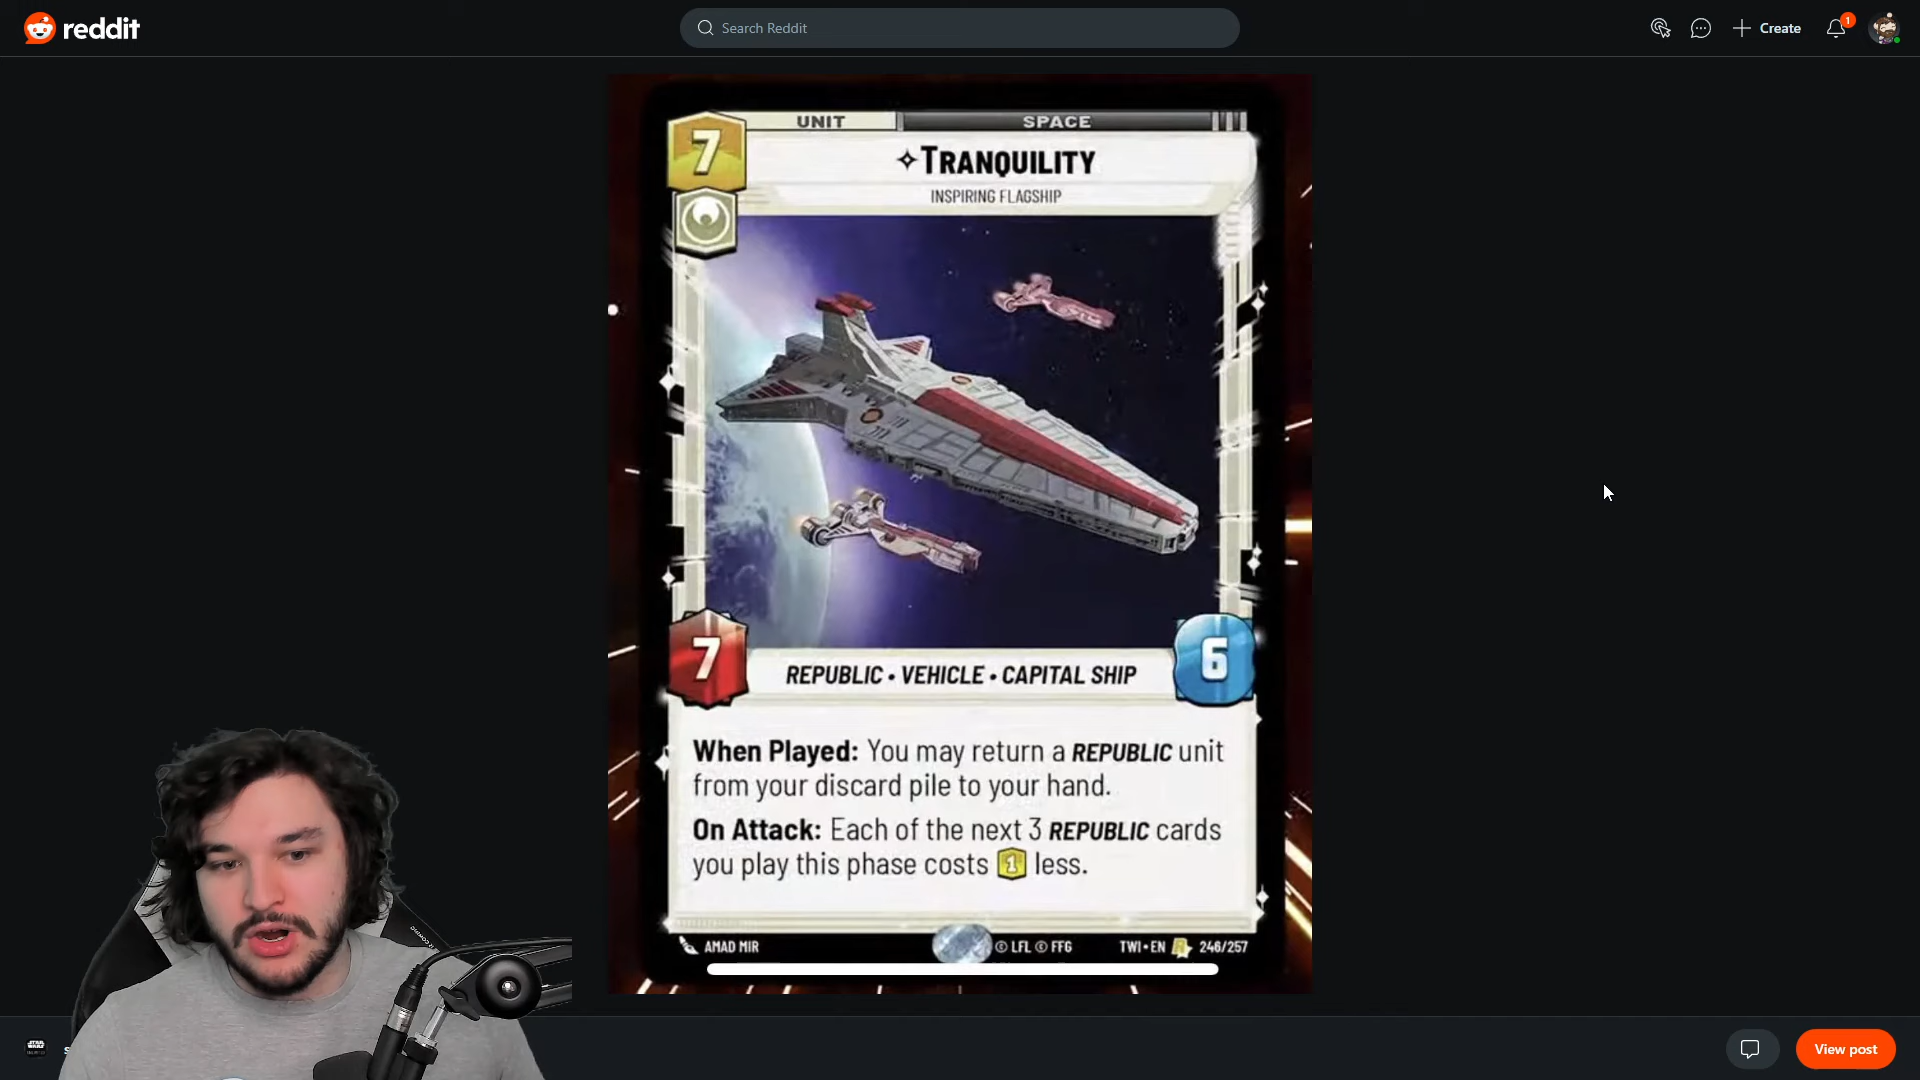 reddit
Search Reddit
Create
1
UNIT
SPACE
7
TRANQUILITY
INSPIRING FLAGSHIP
7
REPUBLIC • VEHICLE • CAPITAL SHIP
6
When Played: You may return a REPUBLIC unit
from your discard pile to your hand.
On Attack: Each of the next 3 REPUBLIC cards
you play this phase costs 1 less.
AMAD MIR
© LFL © FFG
TWI • EN
R
246/257
View post